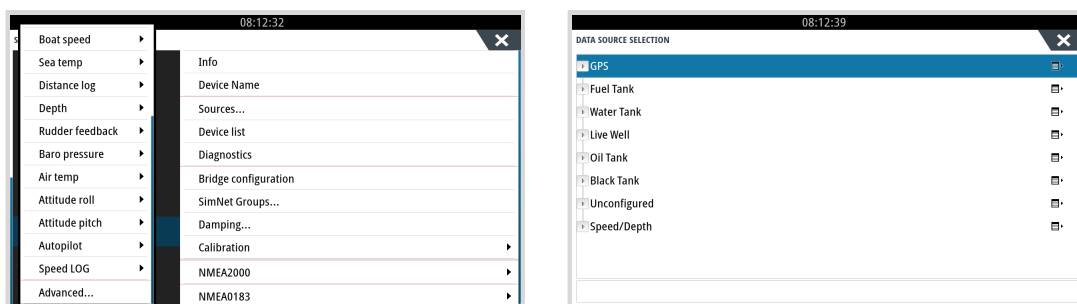 08:12:32
S
Boat speed
Sea temp
Distance log
Depth
Rudder feedback
Baro pressure
Air temp
Attitude roll
Attitude pitch
Autopilot
Speed LOG
Advanced...
Info
Device Name
Sources...
Device list
Diagnostics
Bridge configuration
SimNet Groups...
Damping...
Calibration
NMEA2000
NMEA0183
08:12:39
DATA SOURCE SELECTION
GPS
Fuel Tank
Water Tank
Live Well
Oil Tank
Black Tank
Unconfigured
Speed/Depth